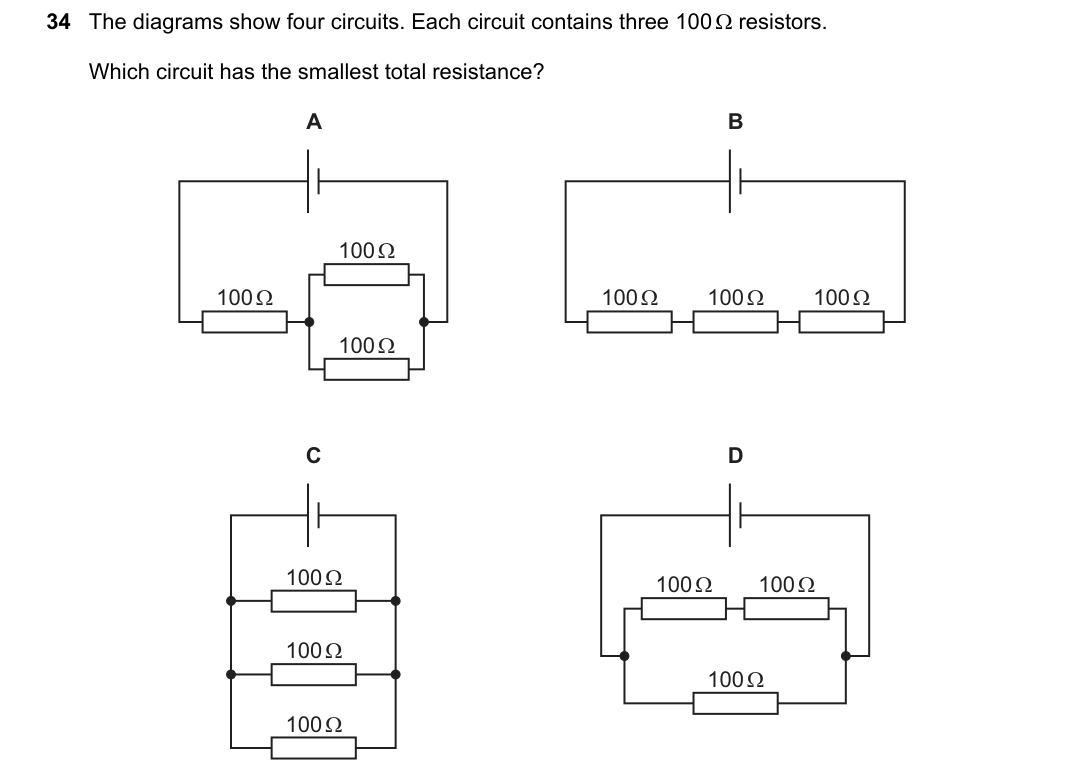 34 The diagrams show four circuits. Each circuit contains three 100Ω resistors.
Which circuit has the smallest total resistance?
A
B
100Ω
100Ω
100Ω
100Ω
100Ω
100Ω
C
D
100Ω
100Ω
100Ω
100Ω
100Ω
100Ω